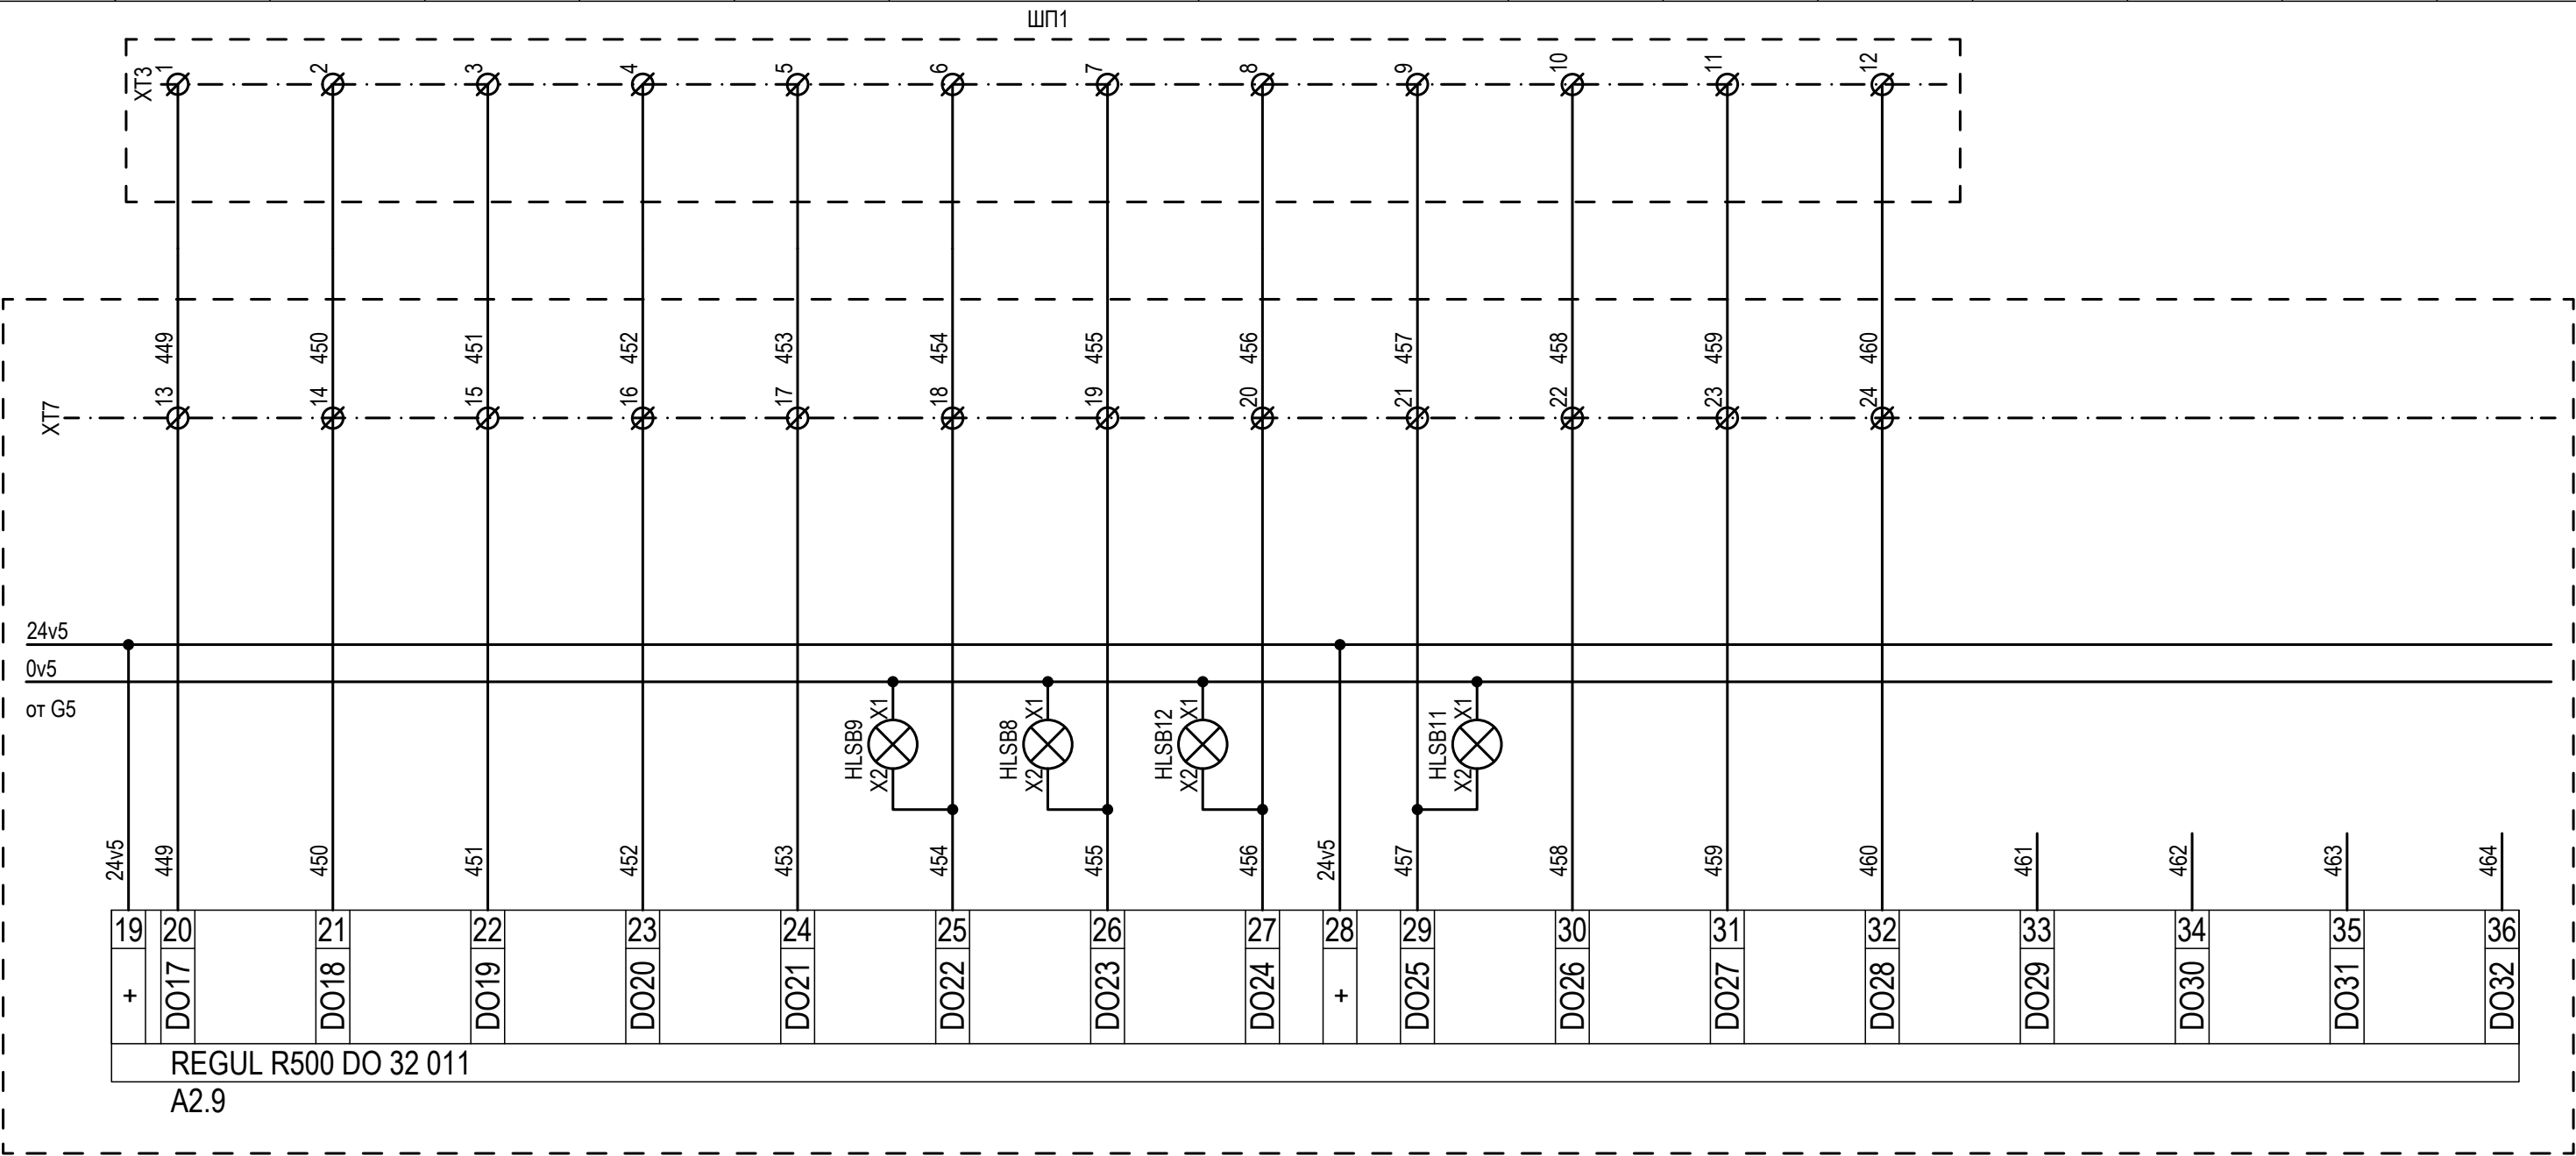 ШП1
XT3 1 2 3 4 5 6 7 8 9 10 11 12
449 450 451 452 453 454 455 456 457 458 459 460
XT7 13 14 15 16 17 18 19 20 21 22 23 24
24v5
0v5
от G5
HLSB9 X1 X2 HLSB8 X1 X2 HLSB12 X1 X2 HLSB11 X1 X2
24v5 449 450 451 452 453 454 455 456 24v5 457 458 459 460 461 462 463 464
19 20 21 22 23 24 25 26 27 28 29 30 31 32 33 34 35 36
+ DO17 DO18 DO19 DO20 DO21 DO22 DO23 DO24 + DO25 DO26 DO27 DO28 DO29 DO30 DO31 DO32
REGUL R500 DO 32 011
A2.9